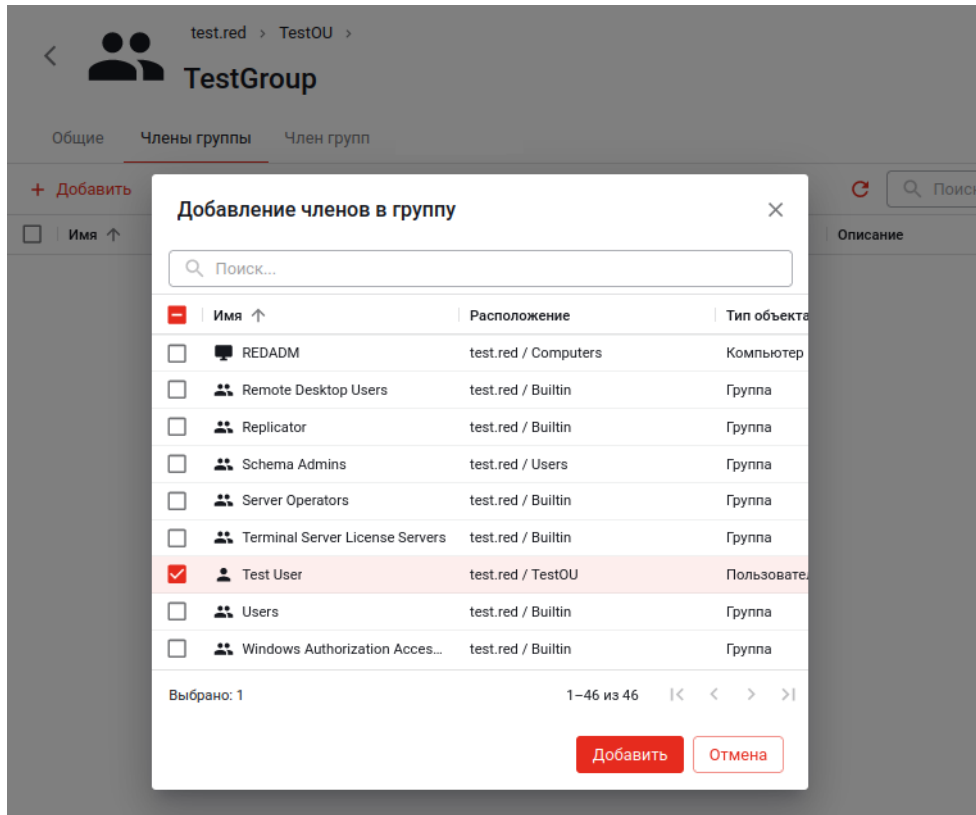 test.red > TestOU >
TestGroup
Общие Члены группы Член групп
+ Добавить
Поиск
Имя ↑ Описание
Добавление членов в группу
Поиск...
Имя ↑ Расположение Тип объекта
REDADM test.red / Computers Компьютер
Remote Desktop Users test.red / Builtin Группа
Replicator test.red / Builtin Группа
Schema Admins test.red / Users Группа
Server Operators test.red / Builtin Группа
Terminal Server License Servers test.red / Builtin Группа
Test User test.red / TestOU Пользовате
Users test.red / Builtin Группа
Windows Authorization Acces... test.red / Builtin Группа
Выбрано: 1 1–46 из 46
Добавить Отмена